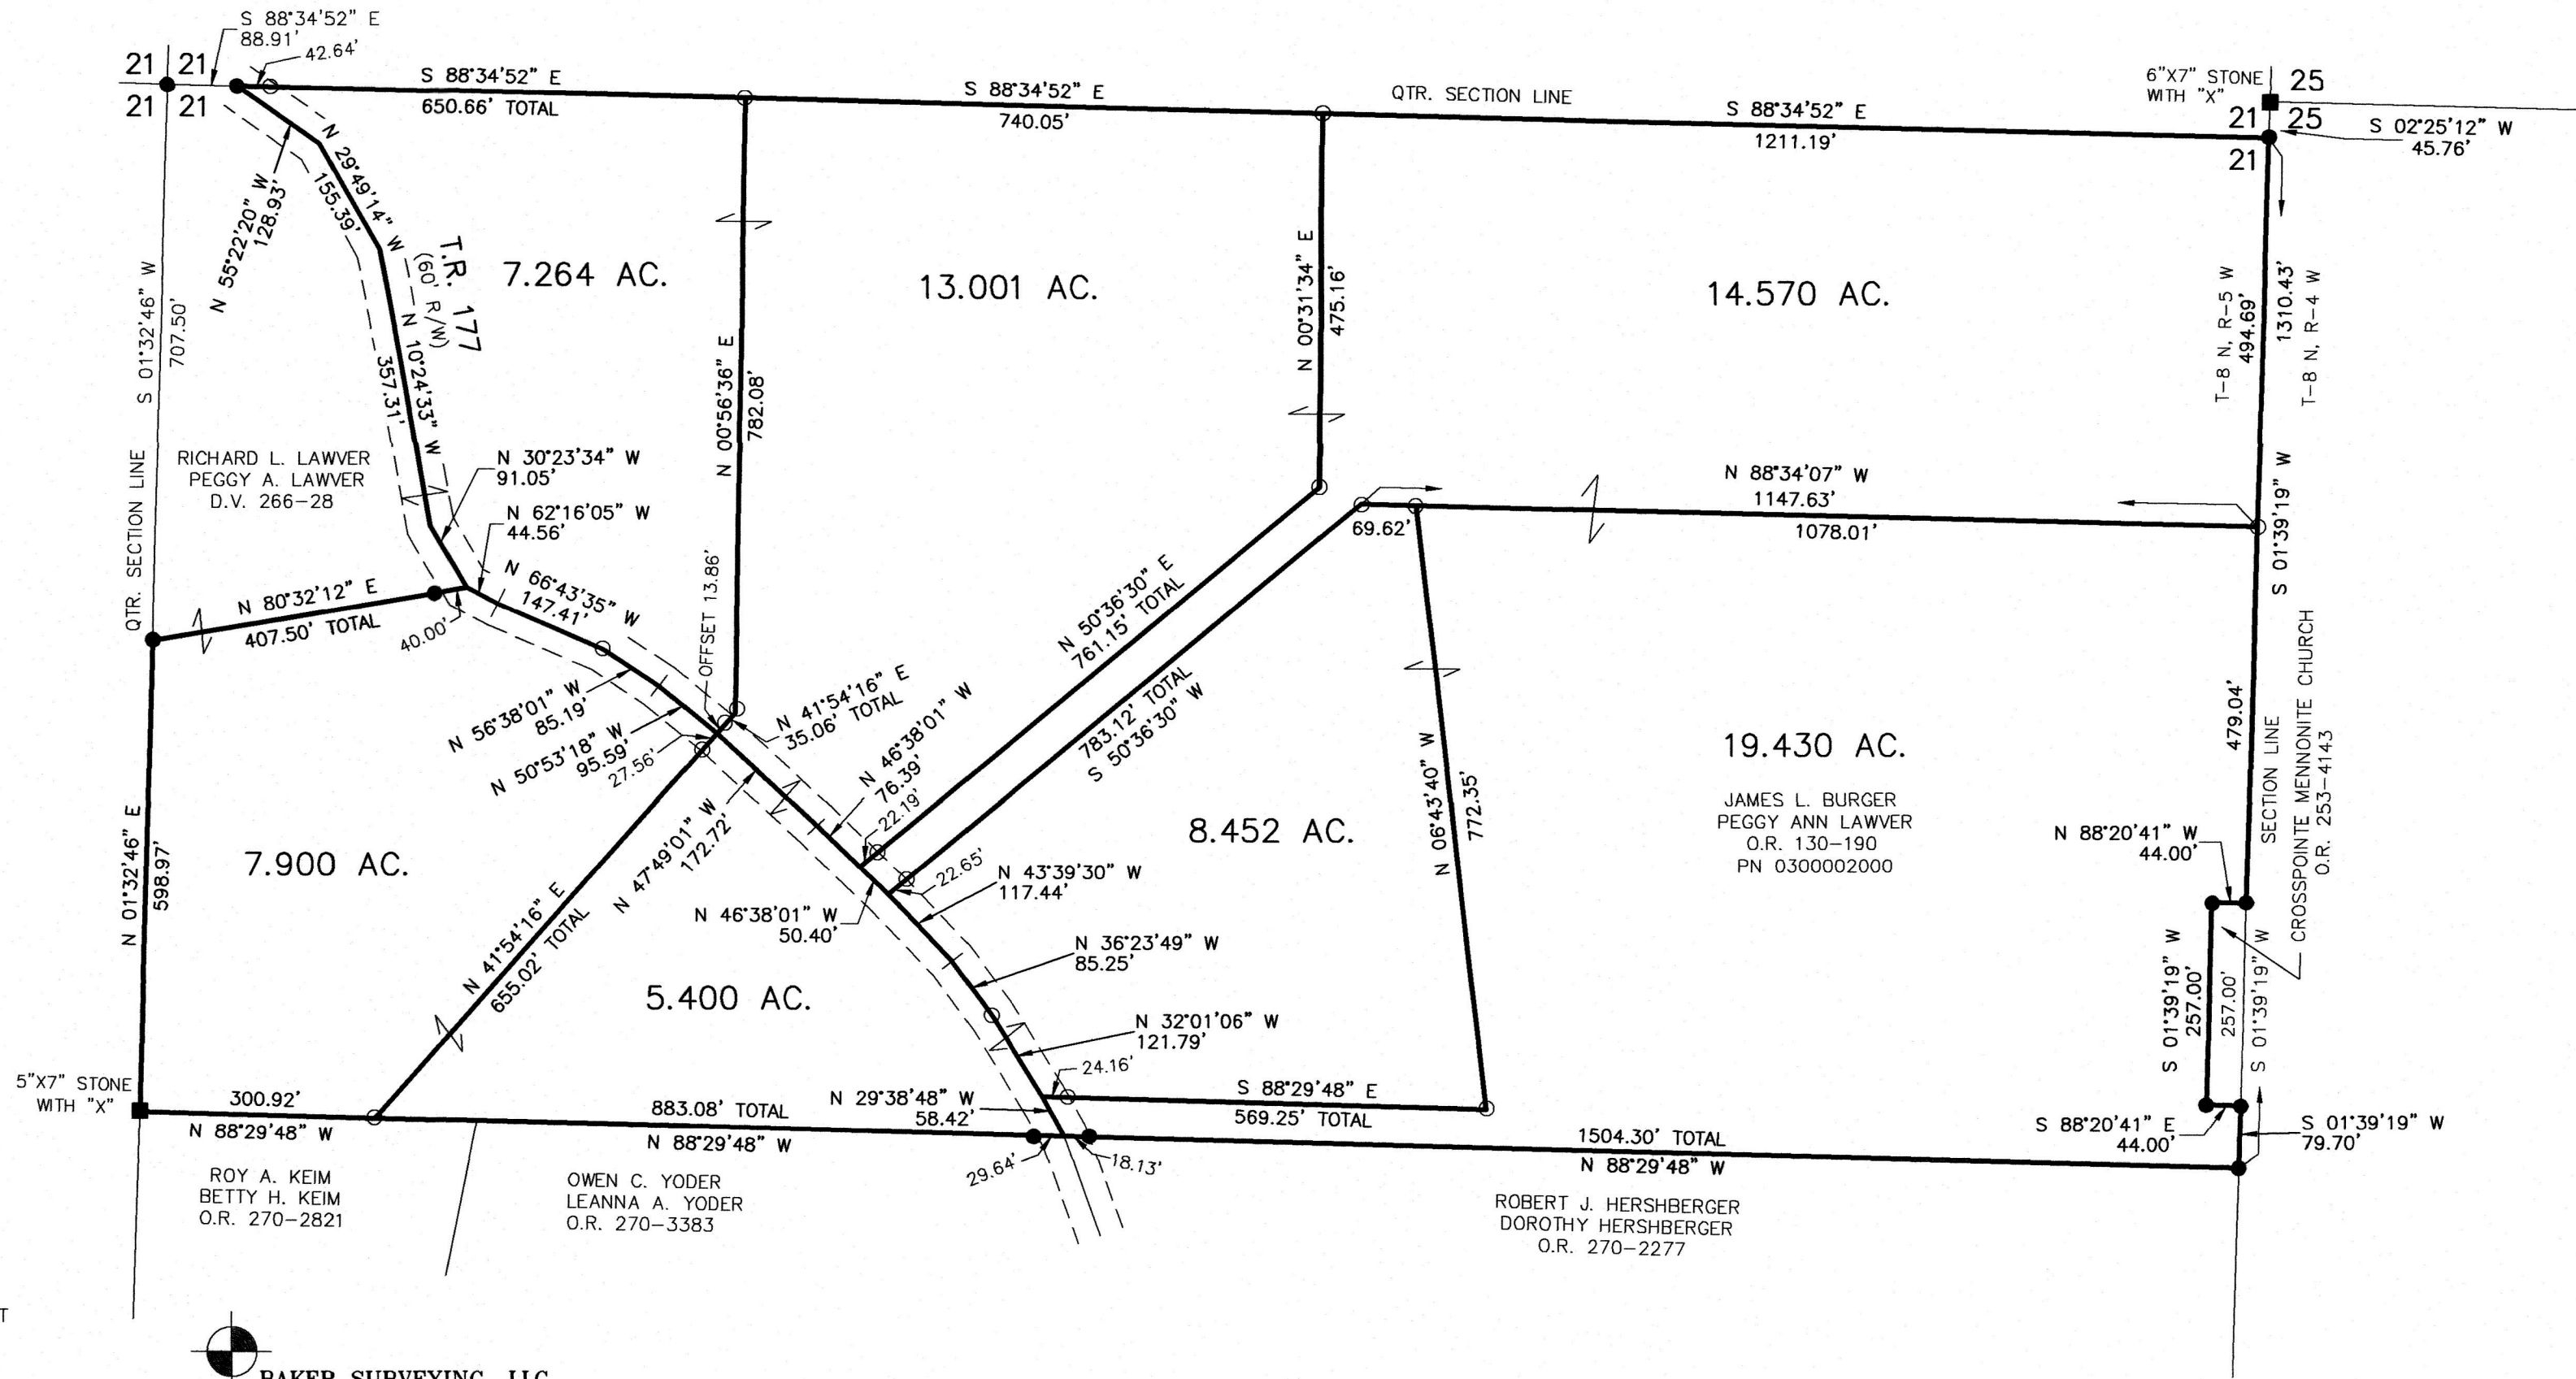 S 88°34'52" E
88.91'
42.64'
21 21
21 21
S 88°34'52" E
650.66' TOTAL
S 88°34'52" E
740.05'
QTR. SECTION LINE
S 88°34'52" E
1211.19'
6"X7" STONE
WITH "X"
25
21 25
21
S 02°25'12" W
45.76'
N 55°22'20" W
128.93'
N 29°49'14" W
155.39'
T.R. 177
(60' R/W)
N 10°24'33" W
357.31'
7.264 AC.
13.001 AC.
14.570 AC.
S 01°32'46" W
707.50'
QTR. SECTION LINE
N 00°56'36" E
782.08'
N 00°31'34" E
475.16'
T-8 N, R-5 W
494.69'
1310.43'
T-8 N, R-4 W
S 01°39'19" W
RICHARD L. LAWVER
PEGGY A. LAWVER
D.V. 266-28
N 30°23'34" W
91.05'
N 62°16'05" W
44.56'
N 88°34'07" W
1147.63'
69.62'
1078.01'
N 80°32'12" E
407.50' TOTAL
40.00'
N 66°43'35" W
147.41'
OFFSET 13.86'
N 41°54'16" E
35.06' TOTAL
N 56°38'01" W
85.19'
N 50°53'18" W
95.59'
27.56'
N 46°38'01" W
76.39'
22.19'
N 50°36'30" E
761.15' TOTAL
783.12' TOTAL
S 50°36'30" W
N 06°43'40" W
772.35'
19.430 AC.
JAMES L. BURGER
PEGGY ANN LAWVER
O.R. 130-190
PN 0300002000
479.04'
SECTION LINE
CROSSPOINTE MENNONITE CHURCH
O.R. 253-4143
N 88°20'41" W
44.00'
N 01°32'46" E
598.97'
7.900 AC.
N 47°49'01" W
172.72'
8.452 AC.
22.65'
N 43°39'30" W
117.44'
N 46°38'01" W
50.40'
N 36°23'49" W
85.25'
N 41°54'16" E
655.02' TOTAL
5.400 AC.
N 32°01'06" W
121.79'
24.16'
S 01°39'19" W
257.00'
257.00'
S 01°39'19" W
5"X7" STONE
WITH "X"
300.92'
N 88°29'48" W
883.08' TOTAL
N 88°29'48" W
N 29°38'48" W
58.42'
S 88°29'48" E
569.25' TOTAL
29.64'
18.13'
1504.30' TOTAL
N 88°29'48" W
S 88°20'41" E
44.00'
S 01°39'19" W
79.70'
ROY A. KEIM
BETTY H. KEIM
O.R. 270-2821
OWEN C. YODER
LEANNA A. YODER
O.R. 270-3383
ROBERT J. HERSHBERGER
DOROTHY HERSHBERGER
O.R. 270-2277
T
BAKER SURVEYING, LLC